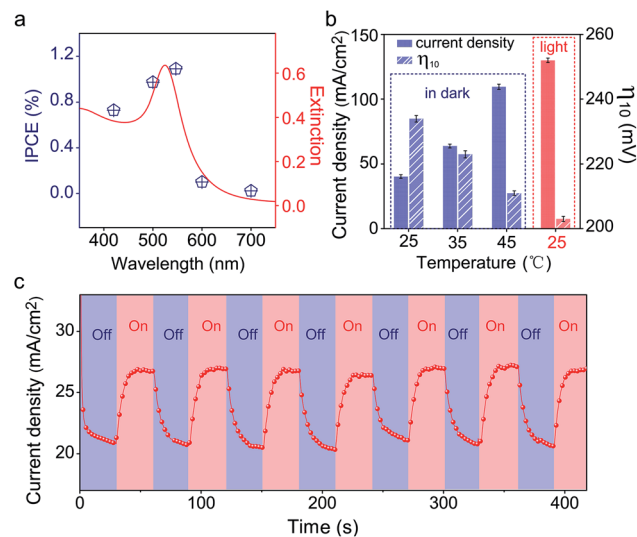 a
IPCE (%)
1.2
0.8
0.4
0.0
0.6
0.4
0.2
0.0
Extinction
400 500 600 700
Wavelength (nm)
b
Current density (mA/cm²)
150
100
50
0
current density
η₁₀
light
in dark
260
244
228
216
200
η₁₀ (mV)
25 35 45 25
Temperature (℃)
c
Current density (mA/cm²)
30
25
20
Off On Off On Off On Off On Off On Off On Off On
0 100 200 300 400
Time (s)